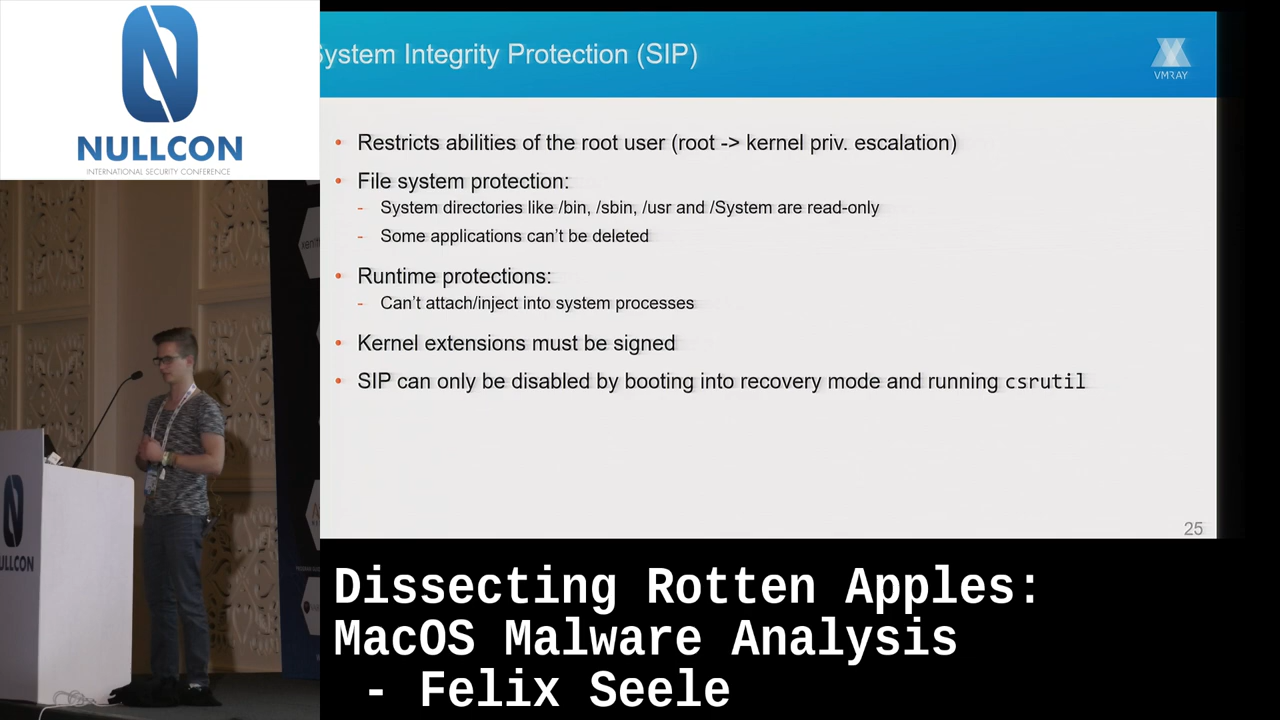 NULLCON
INTERNATIONAL SECURITY CONFERENCE
System Integrity Protection (SIP)
VMRAY
• Restricts abilities of the root user (root -> kernel priv. escalation)
• File system protection:
- System directories like /bin, /sbin, /usr and /System are read-only
- Some applications can't be deleted
• Runtime protections:
- Can't attach/inject into system processes
• Kernel extensions must be signed
• SIP can only be disabled by booting into recovery mode and running csrutil
25
NULLCON
Dissecting Rotten Apples:
MacOS Malware Analysis
- Felix Seele